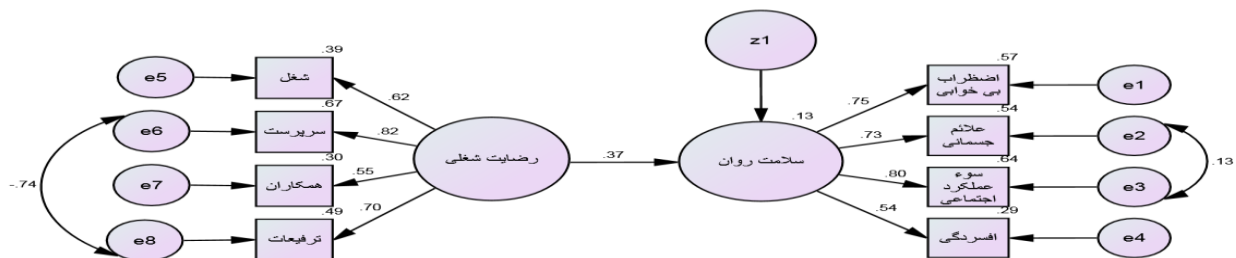 z1
.39
.57
e5
شغل
اضطراب
بی خوابی
e1
.62
.75
.67
.13
.54
e6
سرپرست
.82
.73
علائم
جسمانی
e2
.30
رضایت شغلی
.37
سلامت روان
.64
-.74
.13
e7
همکاران
.55
.80
سوء
عملکرد
اجتماعی
e3
.49
.70
.54
.29
e8
ترفیعات
افسردگی
e4